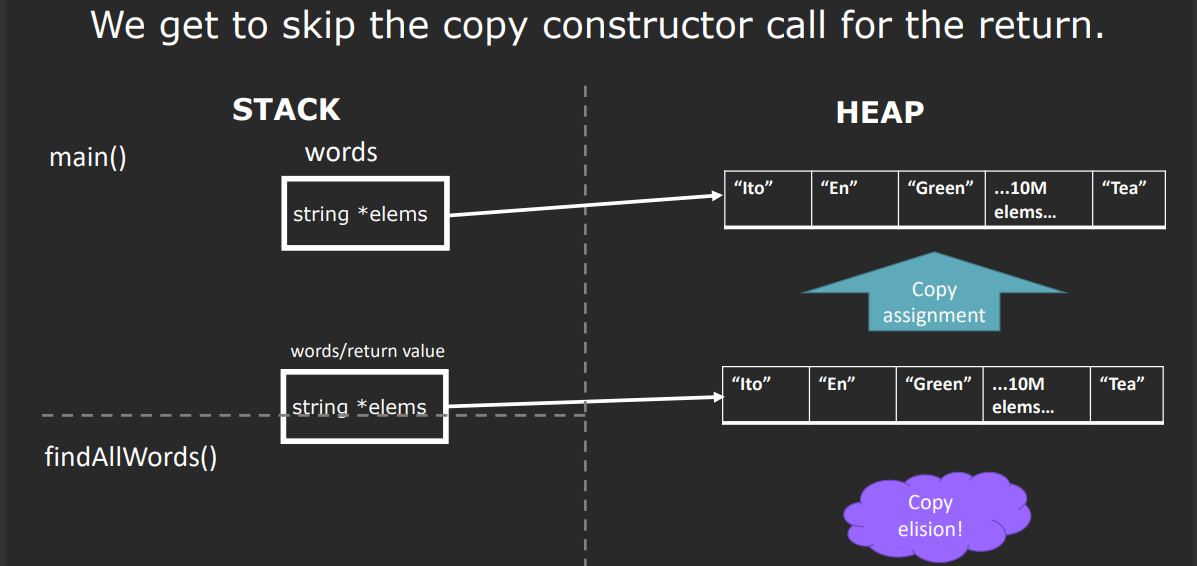 We get to skip the copy constructor call for the return.
STACK
HEAP
main()
words
string *elems
“Ito”
“En”
“Green”
...10M
elems...
“Tea”
Copy
assignment
words/return value
string *elems
“Ito”
“En”
“Green”
...10M
elems...
“Tea”
findAllWords()
Copy
elision!